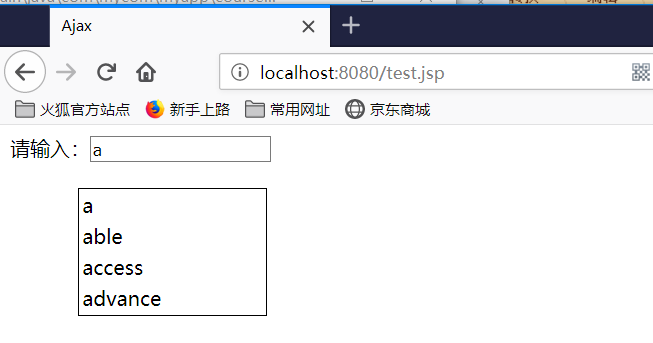 Ajax
localhost:8080/test.jsp
火狐官方站点 新手上路 常用网址 京东商城
请输入： a
a
able
access
advance